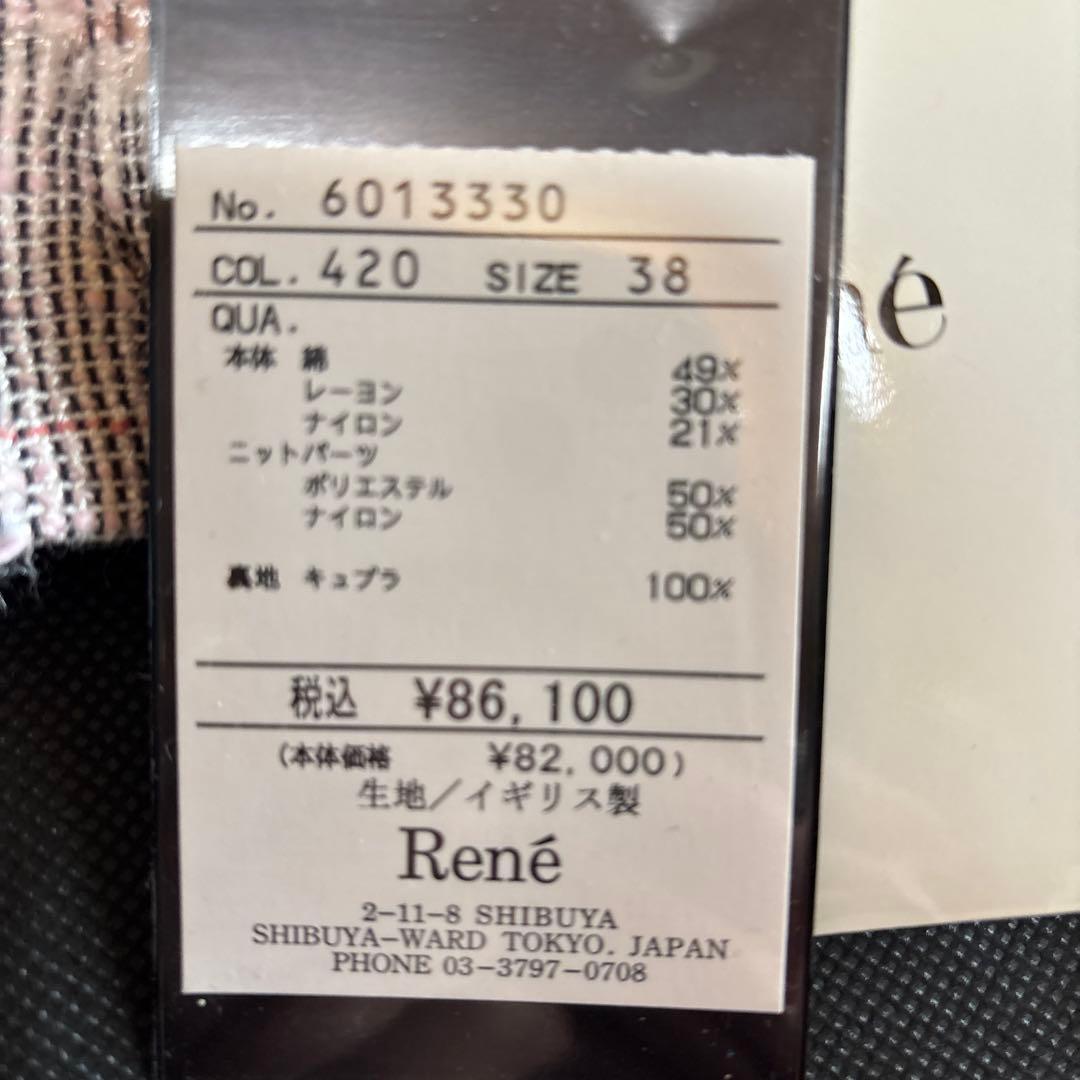 No. 6013330
COL. 420 SIZE 38
QUA.
本体 綿 49%
レーヨン 30%
ナイロン 21%
ニットパーツ
ポリエステル 50%
ナイロン 50%
裏地 キュプラ 100%
税込 ¥86,100
(本体価格 ¥82,000)
生地/イギリス製
René
2-11-8 SHIBUYA
SHIBUYA-WARD TOKYO. JAPAN
PHONE 03-3797-0708
né